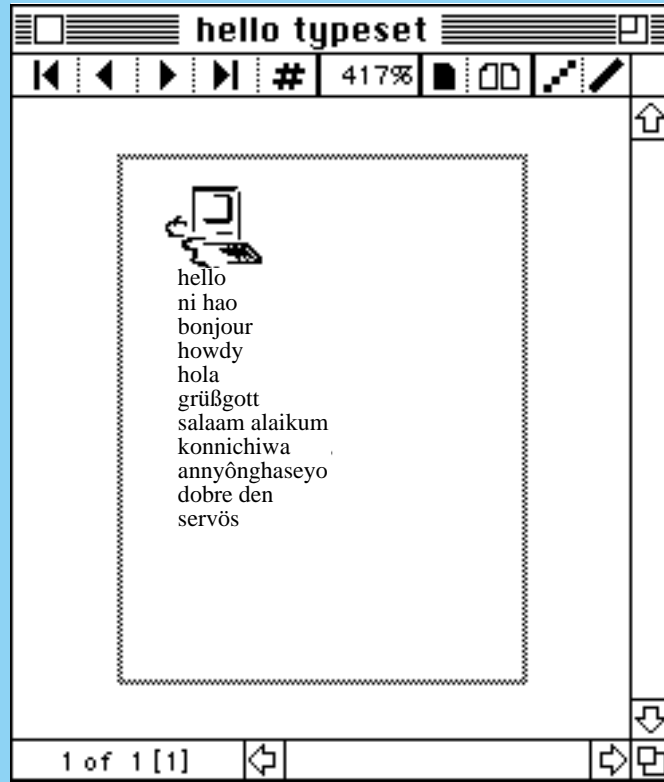 hello typeset
# 417%
hello
ni hao
bonjour
howdy
hola
grüßgott
salaam alaikum
konnichiwa
annyônghaseyo
dobre den
servös
1 of 1 [1]